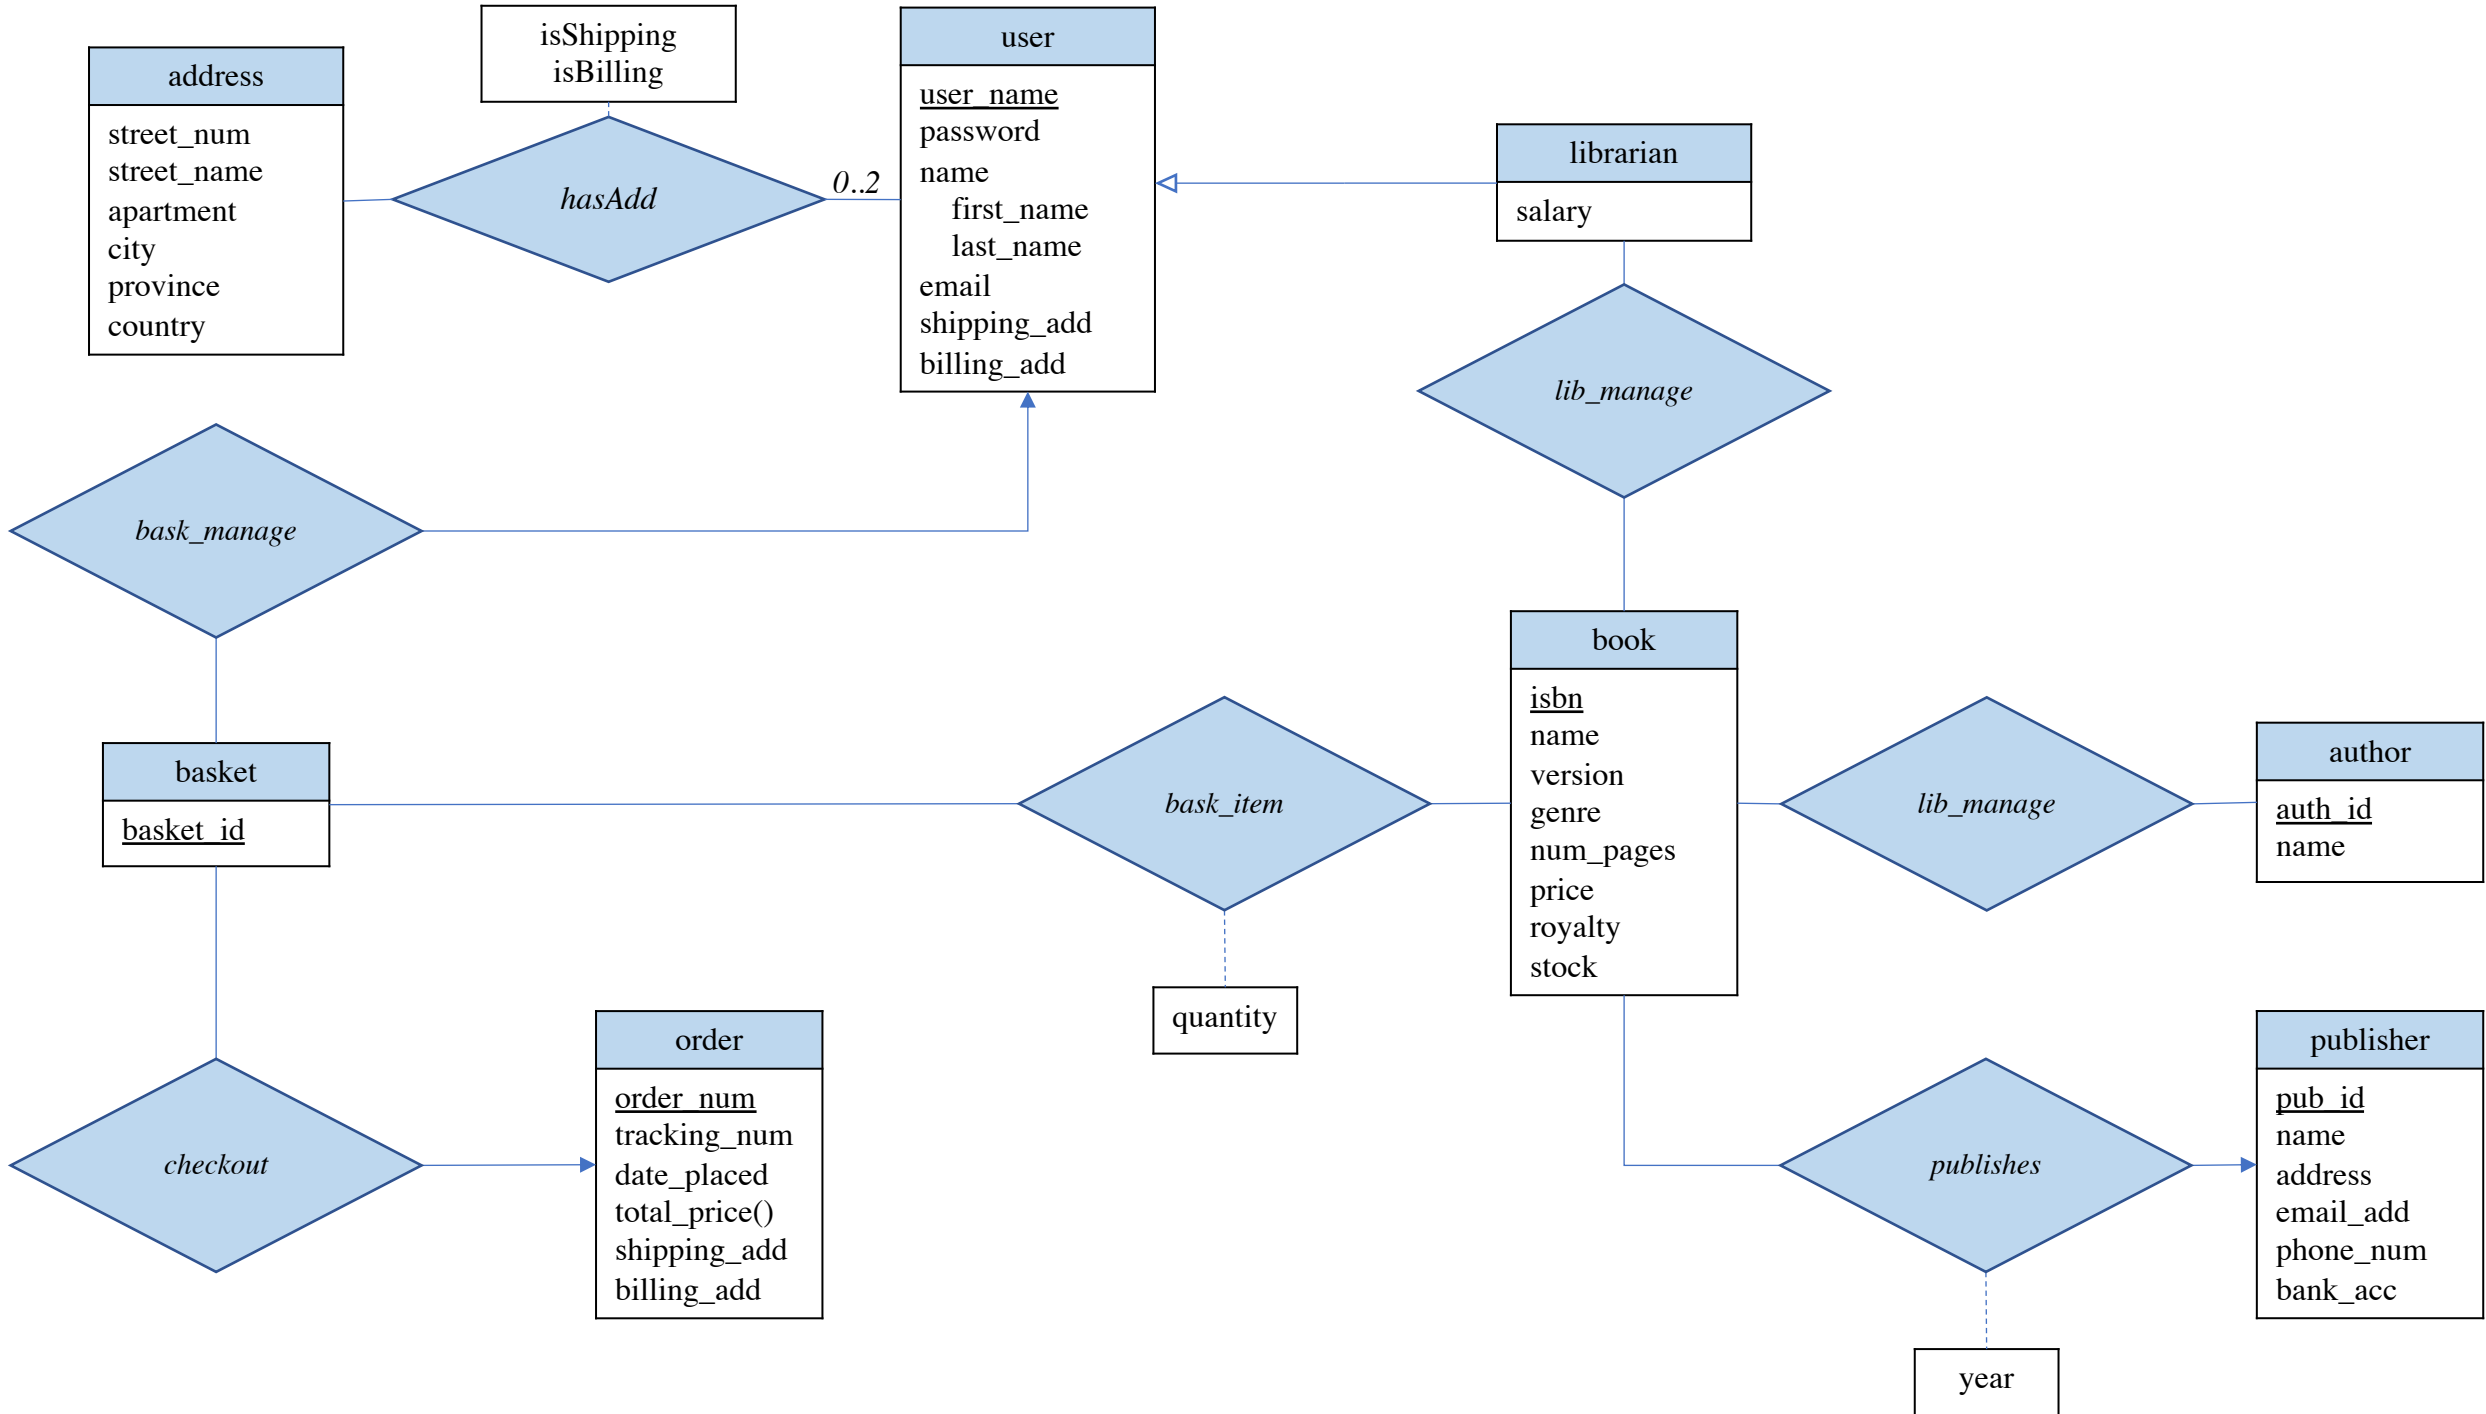 isShipping
isBilling
address
street_num
street_name
apartment
city
province
country
hasAdd
0..2
user
user_name
password
name
first_name
last_name
email
shipping_add
billing_add
librarian
salary
lib_manage
bask_manage
basket
basket_id
bask_item
quantity
book
isbn
name
version
genre
num_pages
price
royalty
stock
lib_manage
author
auth_id
name
checkout
order
order_num
tracking_num
date_placed
total_price()
shipping_add
billing_add
publishes
year
publisher
pub_id
name
address
email_add
phone_num
bank_acc